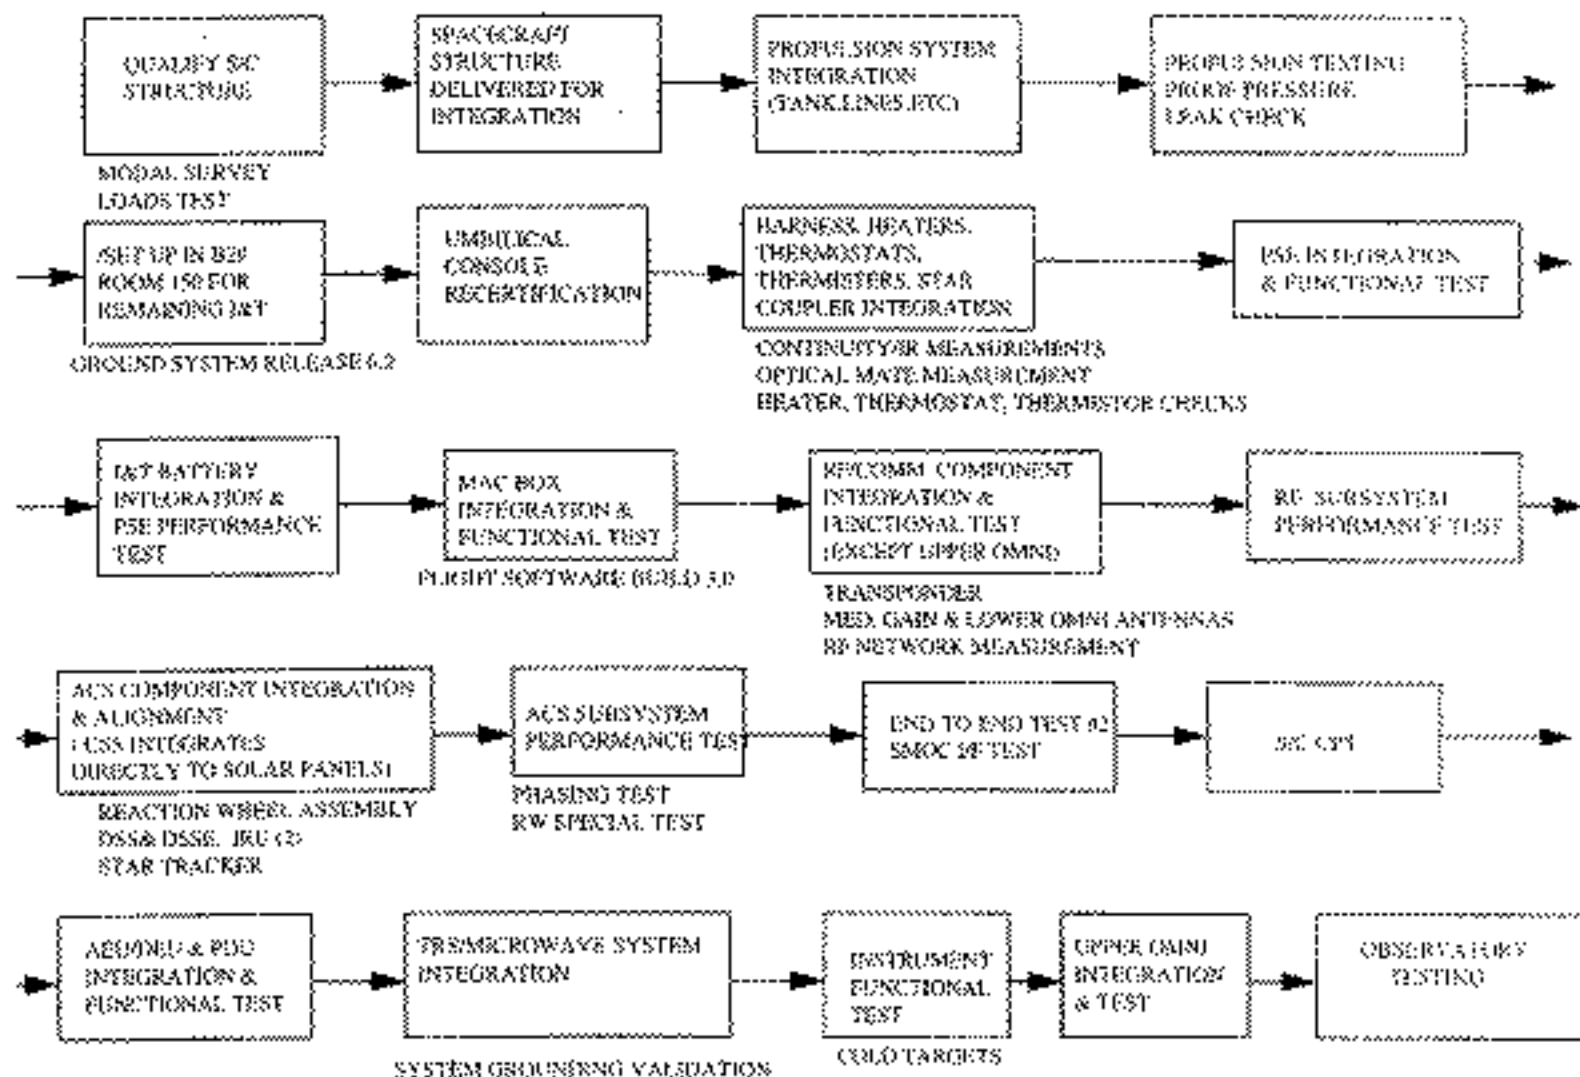 QUALIFY S/C
STRUCTURE
MODAL SURVEY
LOADS TEST
SPACECRAFT
STRUCTURE
DELIVERED FOR
INTEGRATION
PROPULSION SYSTEM
INTEGRATION
(TANK,LINES,ETC)
PROPULSION TESTING
PROOF PRESSURE
LEAK CHECK
SET UP IN B29
ROOM 150 FOR
REMAINING I&T
GROUND SYSTEM RELEASE 6.2
UMBILICAL
CONSOLE
RECERTIFICATION
HARNESS, HEATERS,
THERMOSTATS,
THERMISTERS, STAR
COUPLER INTEGRATION
CONTINUITY/IR MEASUREMENTS
OPTICAL MATE MEASUREMENT
HEATER, THERMOSTAT, THERMISTOR CHECKS
PSE INTEGRATION
& FUNCTIONAL TEST
I&T BATTERY
INTEGRATION &
PSE PERFORMANCE
TEST
MAC BOX
INTEGRATION &
FUNCTIONAL TEST
FLIGHT SOFTWARE BUILD 3.0
RF/COMM. COMPONENT
INTEGRATION &
FUNCTIONAL TEST
(EXCEPT UPPER OMNI)
TRANSPONDER
MED. GAIN & LOWER OMNI ANTENNAS
RF NETWORK MEASUREMENT
RF SUBSYSTEM
PERFORMANCE TEST
ACS COMPONENT INTEGRATION
& ALIGNMENT
INTEGRATES
DIRECTLY TO SOLAR PANELS)
REACTION WHEEL ASSEMBLY
DSS& DSSE, IRU (2)
STAR TRACKER
ACS SUBSYSTEM
PERFORMANCE TEST
PHASING TEST
RW SPECIAL TEST
END TO END TEST #2
SMOC I/F TEST
S/C CPT
AEU/DEU & PDU
INTEGRATION &
FUNCTIONAL TEST
TRS/MICROWAVE SYSTEM
INTEGRATION
SYSTEM GROUNDING VALIDATION
INSTRUMENT
FUNCTIONAL
TEST
COLD TARGETS
UPPER OMNI
INTEGRATION
& TEST
OBSERVATORY
TESTING